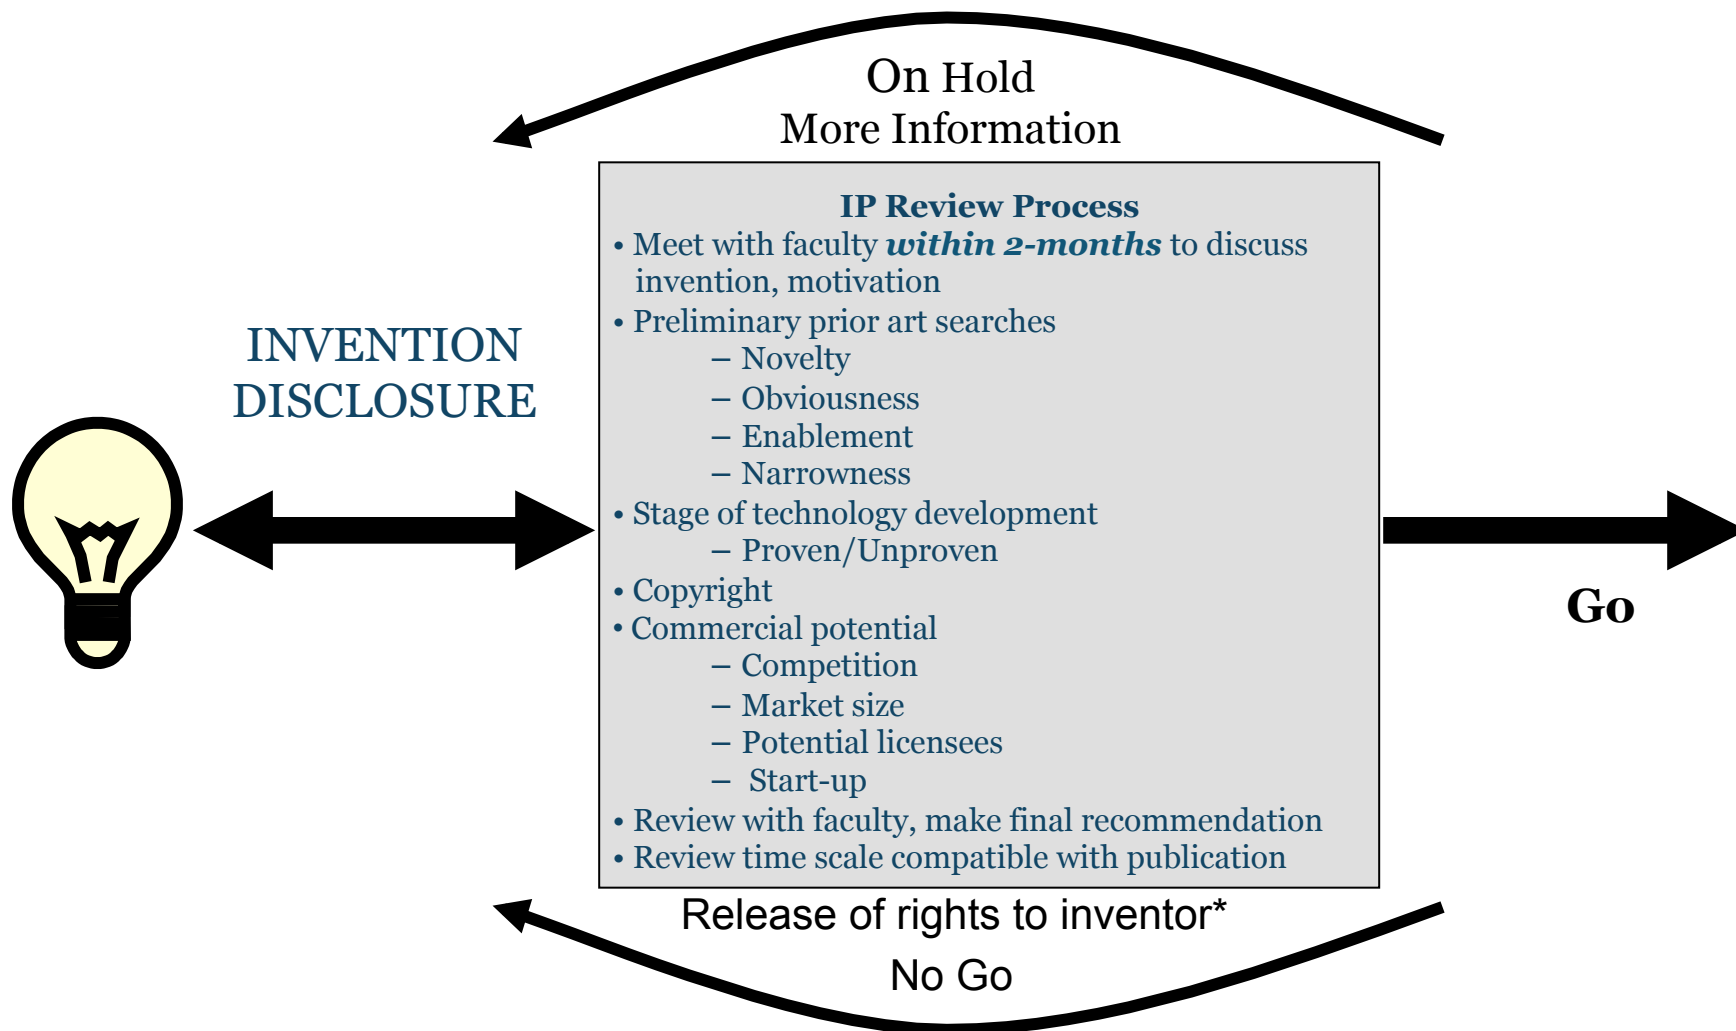 On Hold
More Information
INVENTION
DISCLOSURE
IP Review Process
• Meet with faculty within 2-months to discuss
invention, motivation
• Preliminary prior art searches
– Novelty
– Obviousness
– Enablement
– Narrowness
• Stage of technology development
– Proven/Unproven
• Copyright
• Commercial potential
– Competition
– Market size
– Potential licensees
– Start-up
• Review with faculty, make final recommendation
• Review time scale compatible with publication
Go
Release of rights to inventor*
No Go